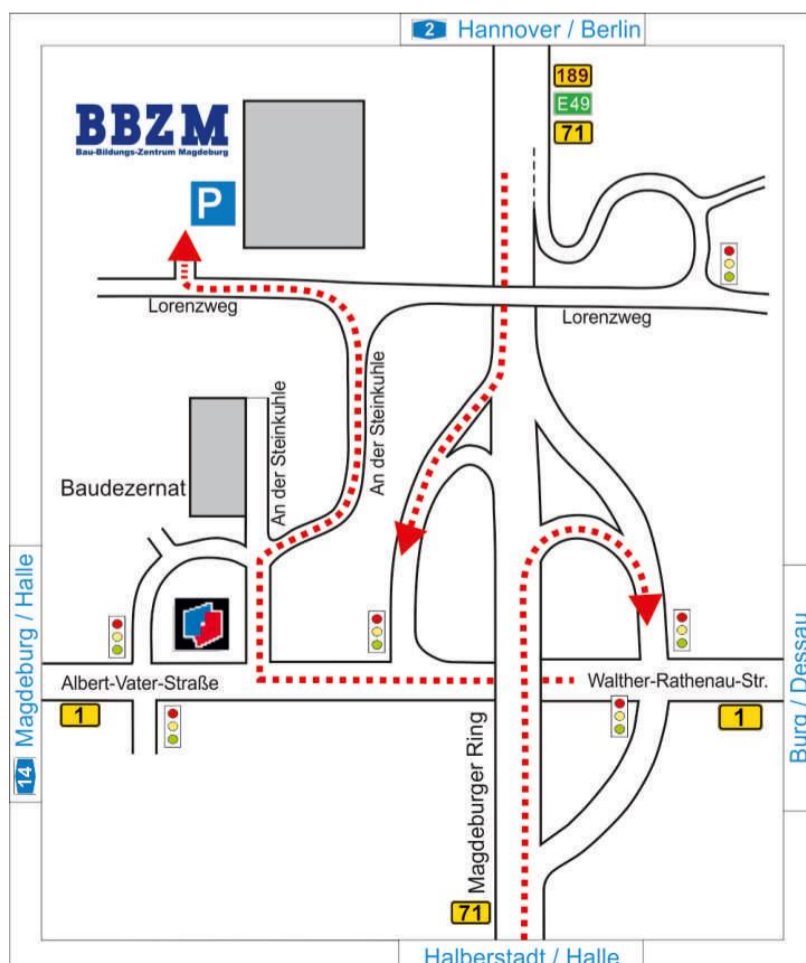 2 Hannover / Berlin
189
E49
71
BBZM
Bau-Bildungs-Zentrum Magdeburg
P
Lorenzweg
Lorenzweg
An der Steinkuhle
An der Steinkuhle
Baudezernat
14 Magdeburg / Halle
Burg / Dessau
Albert-Vater-Straße
Walther-Rathenau-Str.
1
1
Magdeburger Ring
71
Halberstadt / Halle